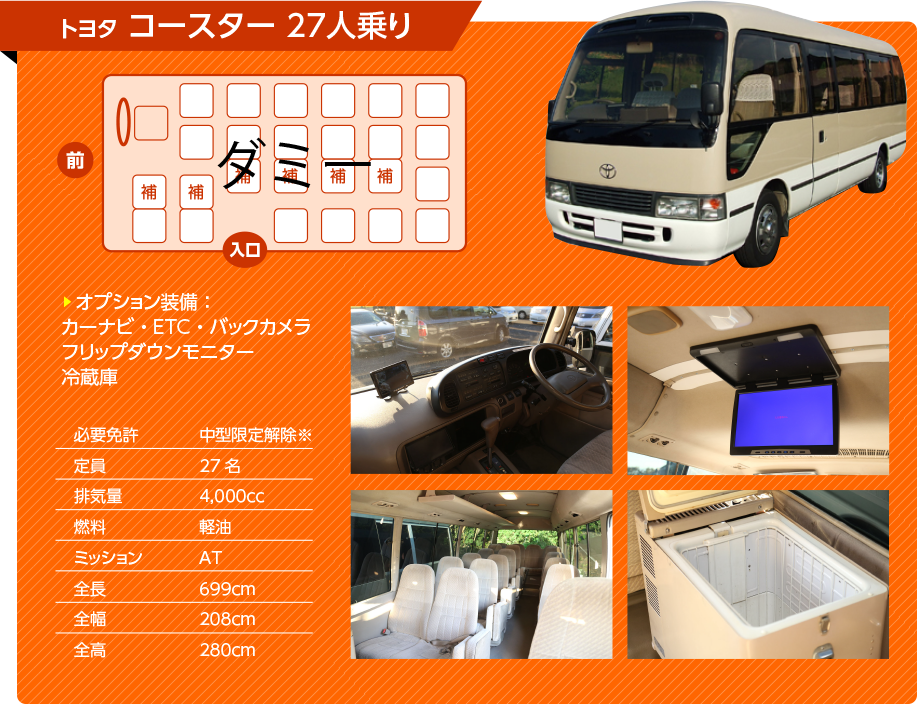 トヨタ コースター 27人乗り
前
補 補 補 補 補 補
ダミー
入口
オプション装備：
カーナビ・ETC・バックカメラ
フリップダウンモニター
冷蔵庫
必要免許 中型限定解除※
定員 27名
排気量 4,000cc
燃料 軽油
ミッション AT
全長 699cm
全幅 208cm
全高 280cm